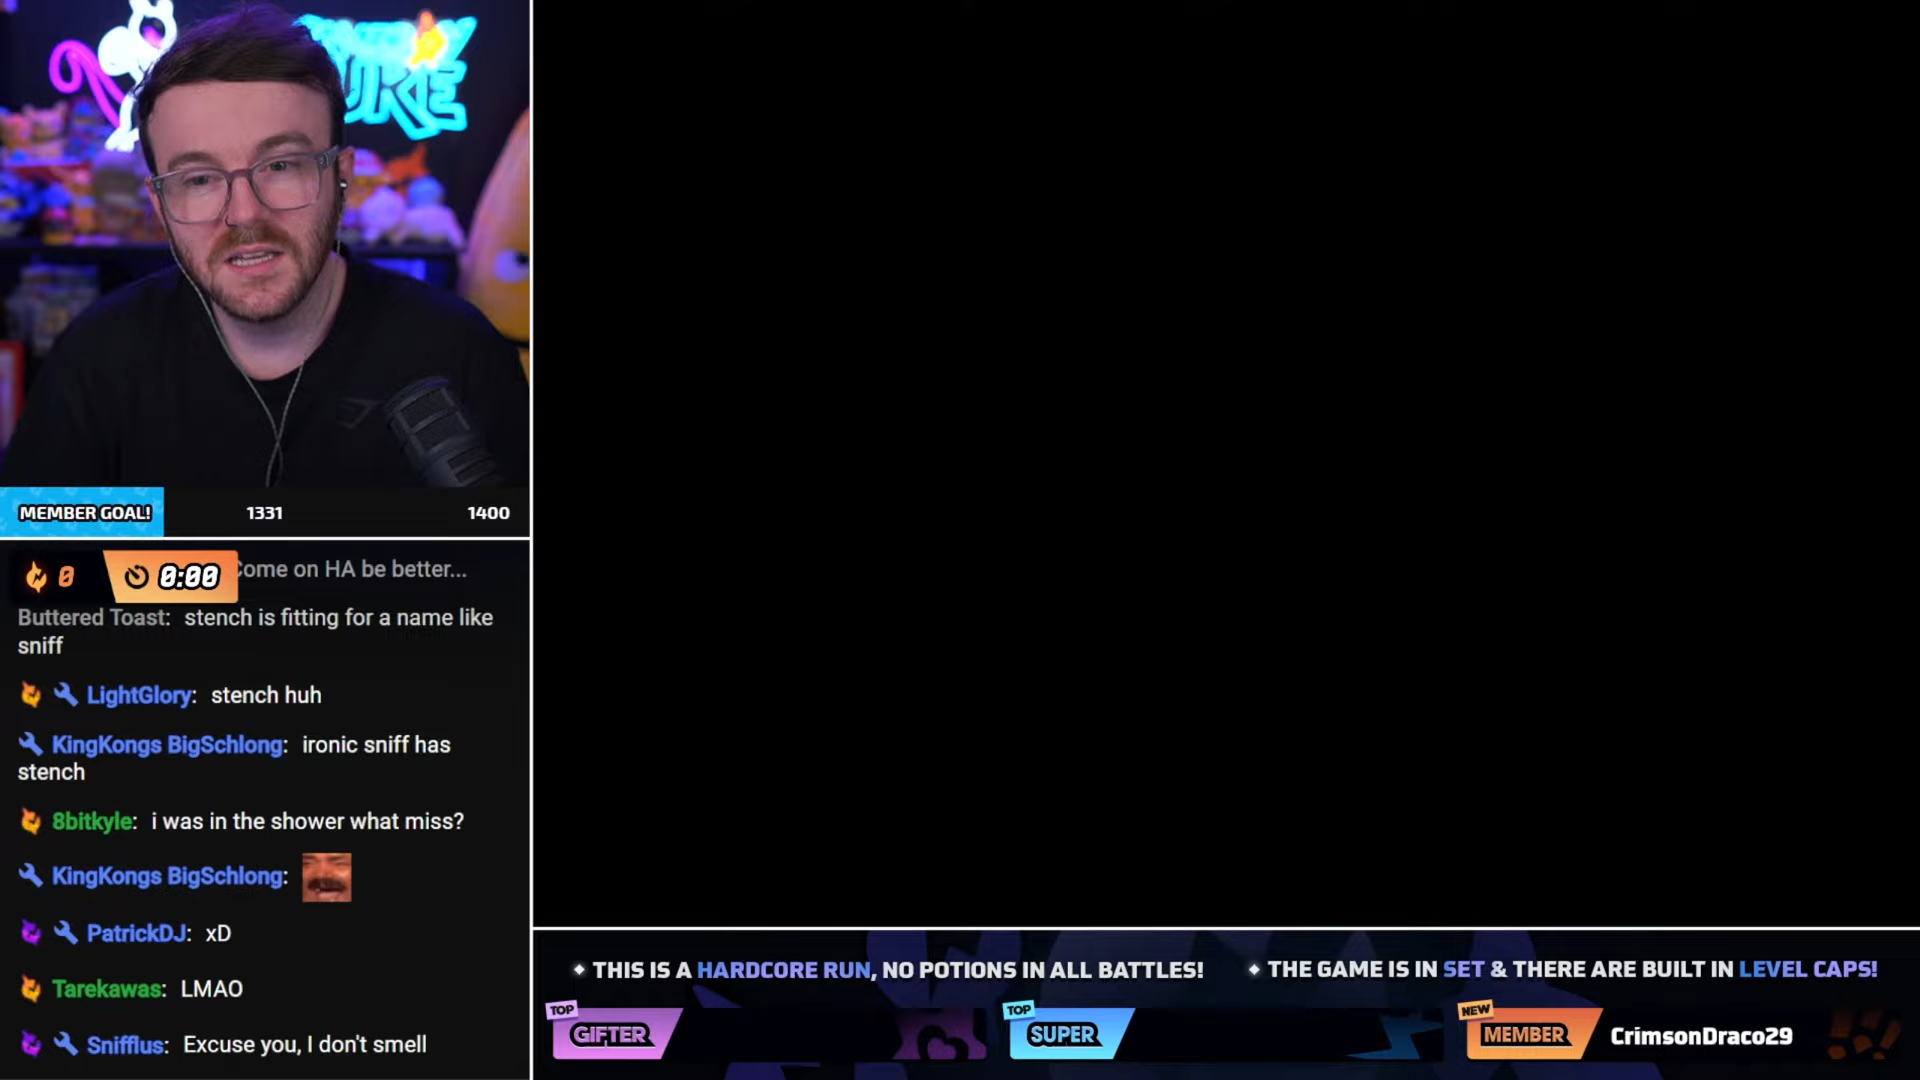 MEMBER GOAL!
1331
1400
0
0:00
Come on HA be better...
Buttered Toast: stench is fitting for a name like
sniff
LightGlory: stench huh
KingKongs BigSchlong: ironic sniff has
stench
8bitkyle: i was in the shower what miss?
KingKongs BigSchlong:
PatrickDJ: xD
Tarekawas: LMAO
Snifflus: Excuse you, I don't smell
THIS IS A HARDCORE RUN, NO POTIONS IN ALL BATTLES!
THE GAME IS IN SET & THERE ARE BUILT IN LEVEL CAPS!
TOP
GIFTER
TOP
SUPER
NEW
MEMBER
CrimsonDraco29